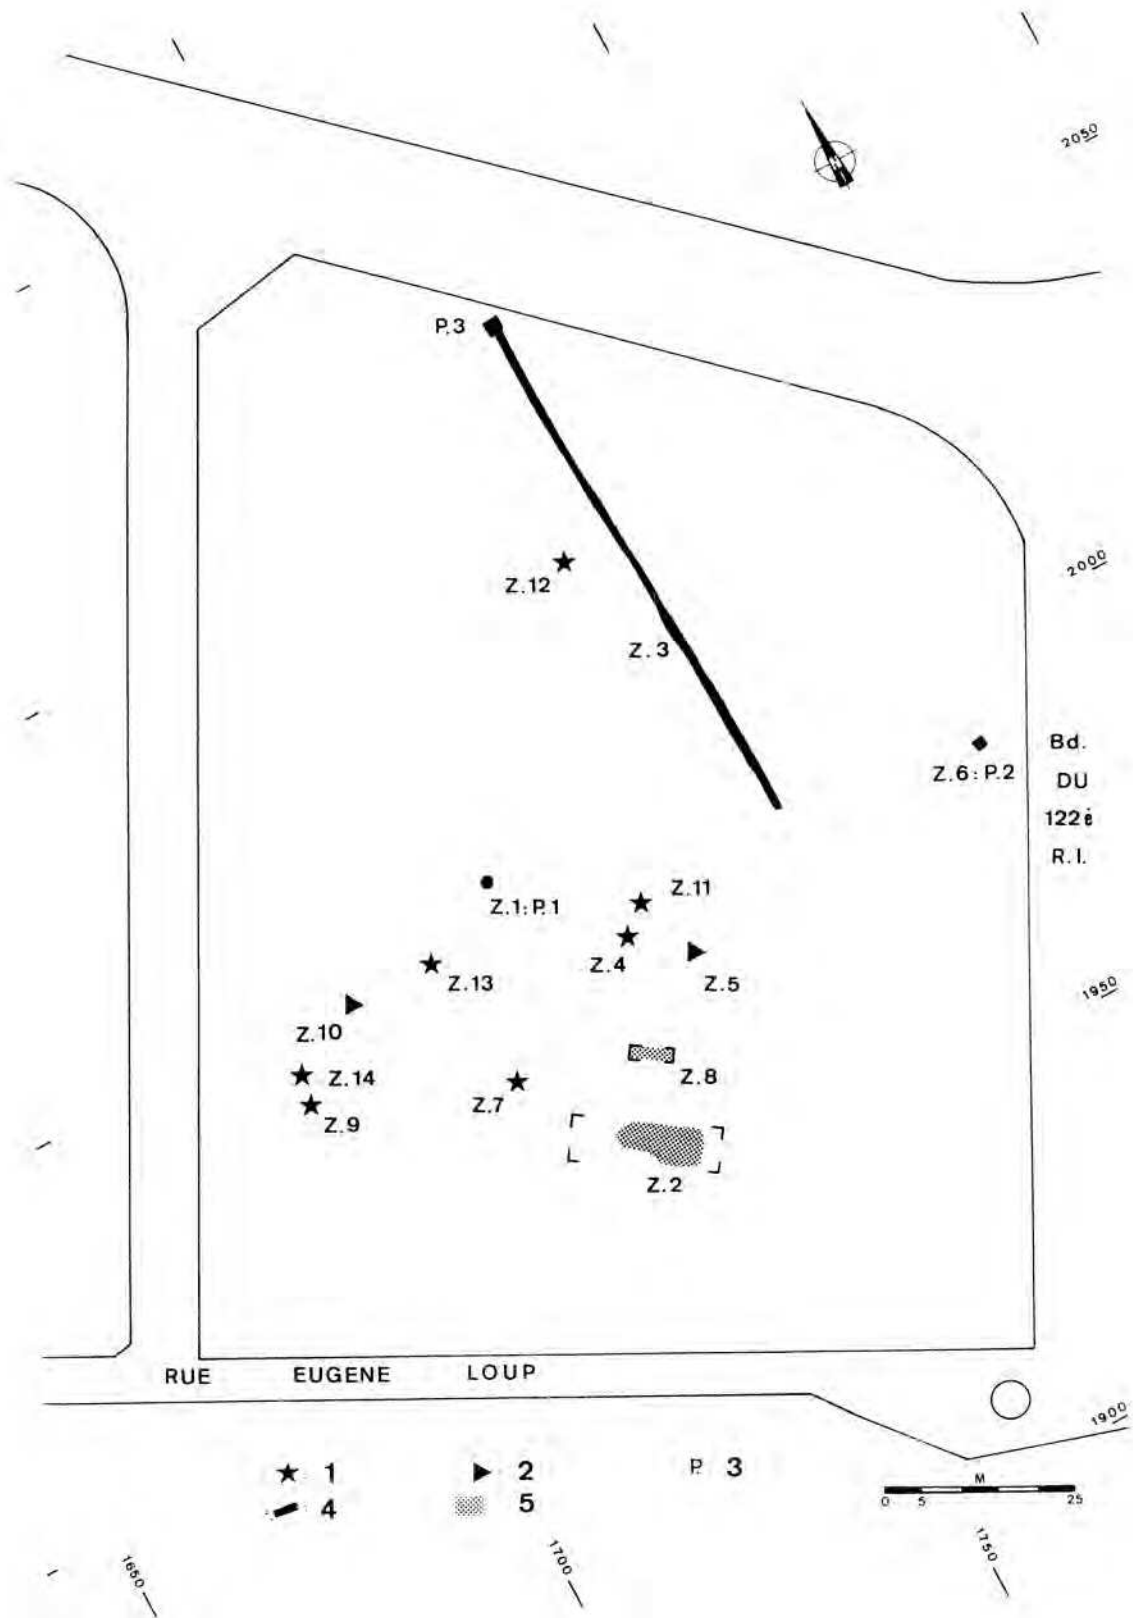 2050
P.3
Z.12
2000
Z.3
Bd.
DU
122è
R.I.
Z.6:P.2
Z.11
Z.1:P.1
Z.4
Z.5
Z.13
1950
Z.10
Z.14
Z.8
Z.7
Z.9
Z.2
RUE EUGENE LOUP
1900
1 2 P. 3
4 5
M
0 5 25
1650
1700
1750